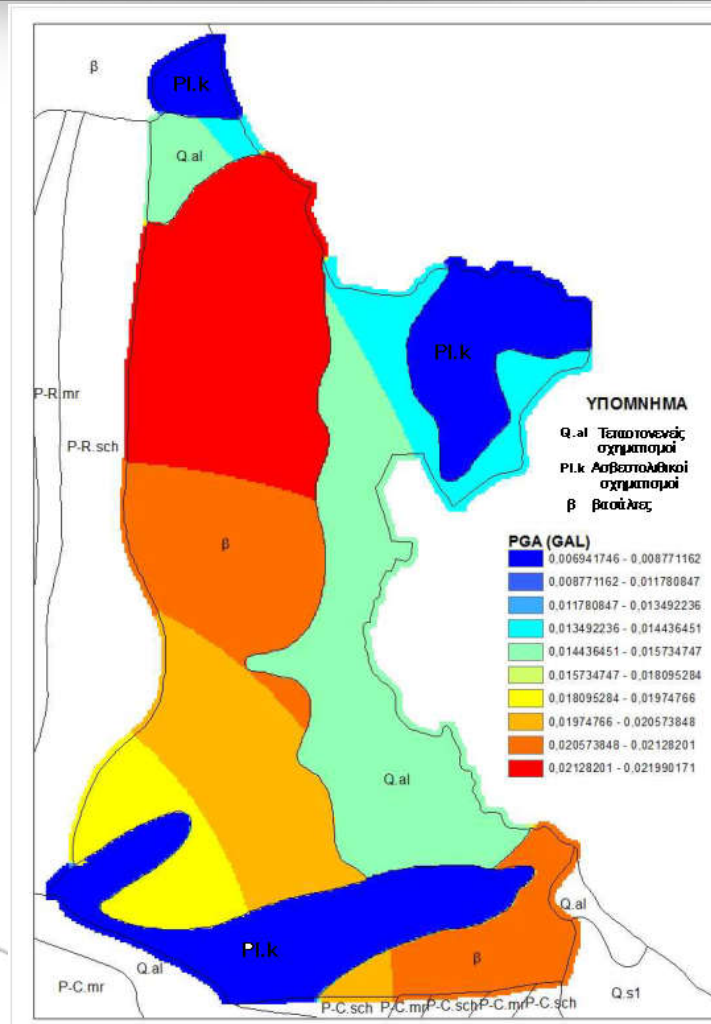 β
Pl.k
Q.al
Pl.k
P-R.mr
P-R.sch
ΥΠΟΜΝΗΜΑ
Q.al
σχηματισμοί
Pl.k Ασβεστολιθικοί
σχηματισμοί
β
β
PGA (GAL)
0,006941746 - 0,008771162
0,008771162 - 0,011780847
0,011780847 - 0,013492236
0,013492236 - 0,014436451
0,014436451 - 0,015734747
0,015734747 - 0,018095284
0,018095284 - 0,01974766
0,01974766 - 0,020573848
0,020573848 - 0,02128201
0,02128201 - 0,021990171
Q.al
Q.al
Pl.k
β
Q.al
P-C.mr
Q.s1
P-C.sch P-C.mr P-C.sch P-C.mr P-C.sch